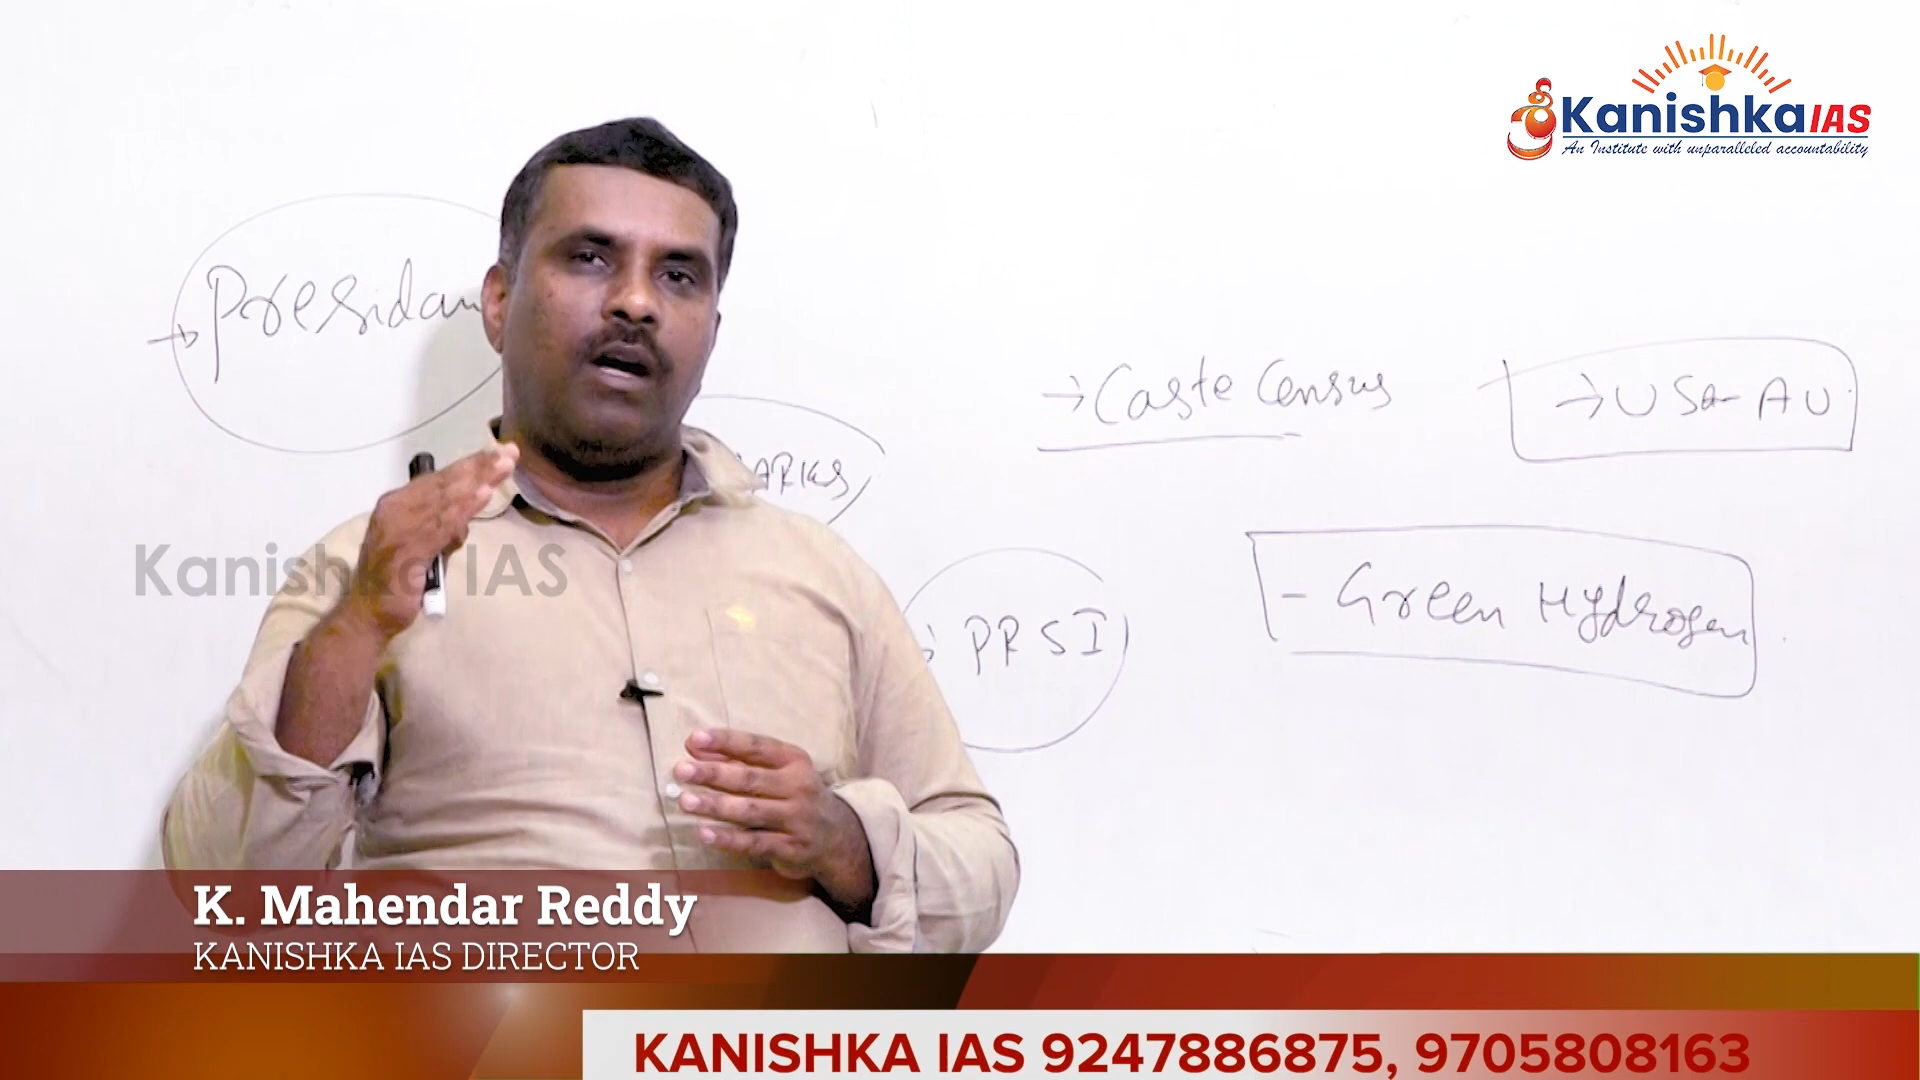 Kanishka IAS
An Institute with unparalleled accountability
→ Presidan
→ Caste Census
→ USA-AU
ARKS
Kanishka IAS
- Green Hydrogen
: PRSI
K. Mahendar Reddy
KANISHKA IAS DIRECTOR
KANISHKA IAS 9247886875, 9705808163